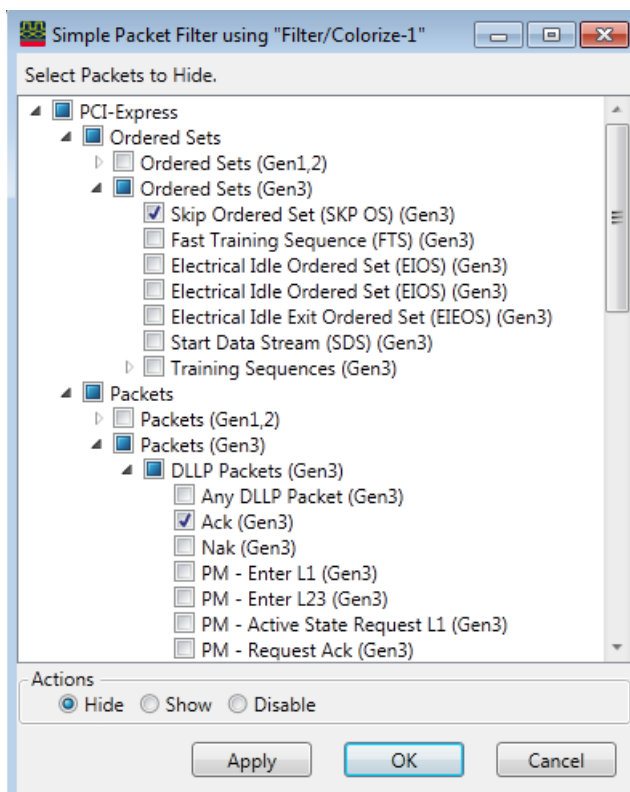 Simple Packet Filter using "Filter/Colorize-1"
Select Packets to Hide.
PCI-Express
Ordered Sets
Ordered Sets (Gen1,2)
Ordered Sets (Gen3)
Skip Ordered Set (SKP OS) (Gen3)
Fast Training Sequence (FTS) (Gen3)
Electrical Idle Ordered Set (EIOS) (Gen3)
Electrical Idle Ordered Set (EIOS) (Gen3)
Electrical Idle Exit Ordered Set (EIEOS) (Gen3)
Start Data Stream (SDS) (Gen3)
Training Sequences (Gen3)
Packets
Packets (Gen1,2)
Packets (Gen3)
DLLP Packets (Gen3)
Any DLLP Packet (Gen3)
Ack (Gen3)
Nak (Gen3)
PM - Enter L1 (Gen3)
PM - Enter L23 (Gen3)
PM - Active State Request L1 (Gen3)
PM - Request Ack (Gen3)
Actions
Hide Show Disable
Apply OK Cancel